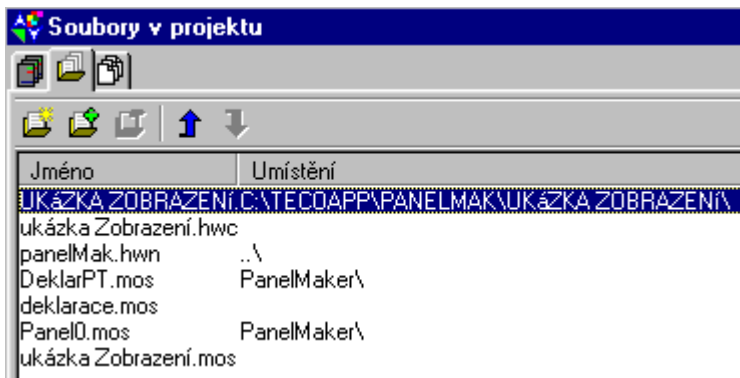 Soubory v projektu
Jméno Umístění
UKáZKA ZOBRAZENí.C:\TECOAPP\PANELMAK\UKáZKA ZOBRAZENí\
ukázka Zobrazení.hwc
panelMak.hwn ..\
DeklarPT.mos PanelMaker\
deklarace.mos
Panel0.mos PanelMaker\
ukázka Zobrazení.mos